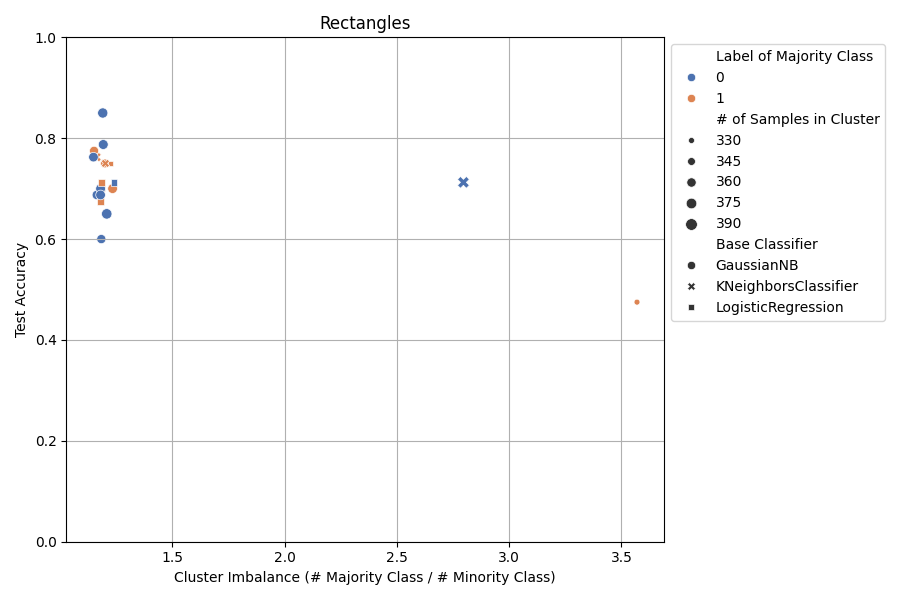 Rectangles
1.0
0.8
0.6
0.4
0.2
0.0
Test Accuracy
1.5
2.0
2.5
3.0
3.5
Cluster Imbalance (# Majority Class / # Minority Class)
Label of Majority Class
0
1
# of Samples in Cluster
330
345
360
375
390
Base Classifier
GaussianNB
KNeighborsClassifier
LogisticRegression